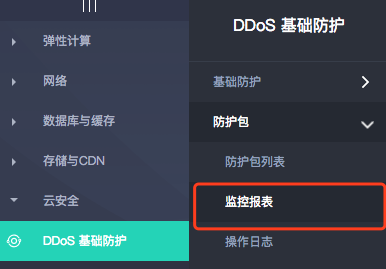 弹性计算
网络
数据库与缓存
存储与CDN
云安全
DDoS 基础防护
DDoS 基础防护
基础防护
防护包
防护包列表
监控报表
操作日志